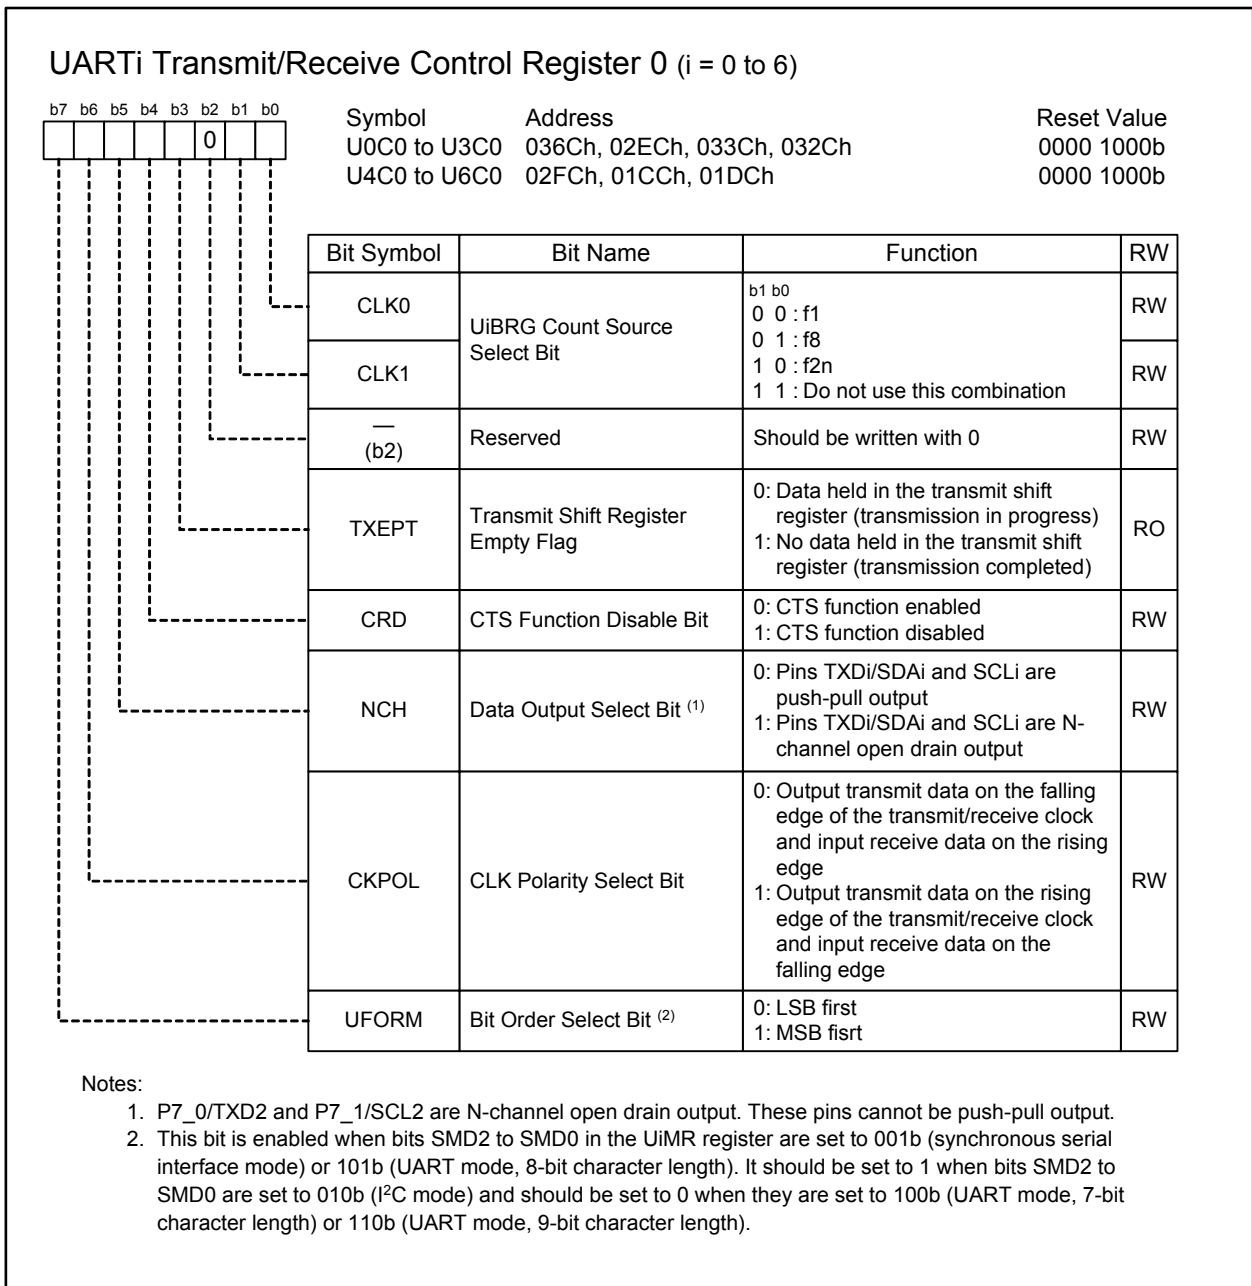 UARTi Transmit/Receive Control Register 0 (i = 0 to 6)
b7 b6 b5 b4 b3 b2 b1 b0
0
Symbol Address Reset Value
U0C0 to U3C0 036Ch, 02ECh, 033Ch, 032Ch 0000 1000b
U4C0 to U6C0 02FCh, 01CCh, 01DCh 0000 1000b
Bit Symbol Bit Name Function RW
CLK0
CLK1
UiBRG Count Source
Select Bit
b1 b0
0 0 : f1
0 1 : f8
1 0 : f2n
1 1 : Do not use this combination
RW
RW
—
(b2)
Reserved
Should be written with 0
RW
TXEPT
Transmit Shift Register
Empty Flag
0: Data held in the transmit shift
register (transmission in progress)
1: No data held in the transmit shift
register (transmission completed)
RO
CRD
CTS Function Disable Bit
0: CTS function enabled
1: CTS function disabled
RW
NCH
Data Output Select Bit (1)
0: Pins TXDi/SDAi and SCLi are
push-pull output
1: Pins TXDi/SDAi and SCLi are N-
channel open drain output
RW
CKPOL
CLK Polarity Select Bit
0: Output transmit data on the falling
edge of the transmit/receive clock
and input receive data on the rising
edge
1: Output transmit data on the rising
edge of the transmit/receive clock
and input receive data on the
falling edge
RW
UFORM
Bit Order Select Bit (2)
0: LSB first
1: MSB fisrt
RW
Notes:
1. P7_0/TXD2 and P7_1/SCL2 are N-channel open drain output. These pins cannot be push-pull output.
2. This bit is enabled when bits SMD2 to SMD0 in the UiMR register are set to 001b (synchronous serial
interface mode) or 101b (UART mode, 8-bit character length). It should be set to 1 when bits SMD2 to
SMD0 are set to 010b (I²C mode) and should be set to 0 when they are set to 100b (UART mode, 7-bit
character length) or 110b (UART mode, 9-bit character length).